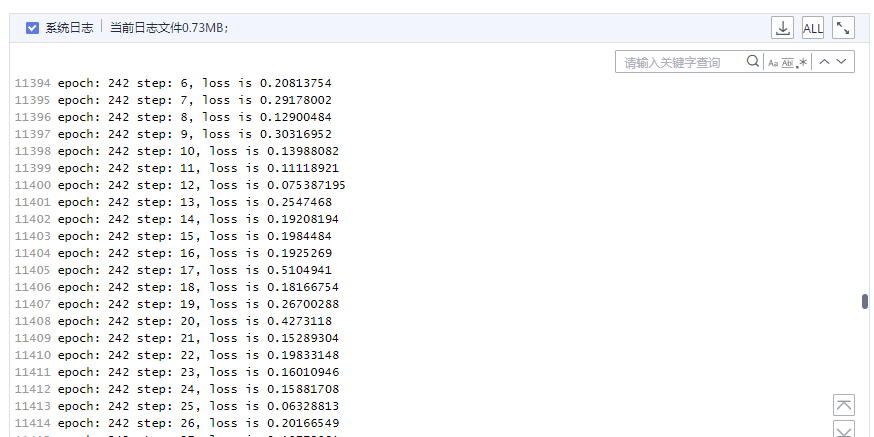 系统日志 当前日志文件0.73MB; ALL
请输入关键字查询 Aa Abl .*
11394 epoch: 242 step: 6, loss is 0.20813754
11395 epoch: 242 step: 7, loss is 0.29178002
11396 epoch: 242 step: 8, loss is 0.12900484
11397 epoch: 242 step: 9, loss is 0.30316952
11398 epoch: 242 step: 10, loss is 0.13988082
11399 epoch: 242 step: 11, loss is 0.11118921
11400 epoch: 242 step: 12, loss is 0.075387195
11401 epoch: 242 step: 13, loss is 0.2547468
11402 epoch: 242 step: 14, loss is 0.19208194
11403 epoch: 242 step: 15, loss is 0.1984484
11404 epoch: 242 step: 16, loss is 0.1925269
11405 epoch: 242 step: 17, loss is 0.5104941
11406 epoch: 242 step: 18, loss is 0.18166754
11407 epoch: 242 step: 19, loss is 0.26700288
11408 epoch: 242 step: 20, loss is 0.4273118
11409 epoch: 242 step: 21, loss is 0.15289304
11410 epoch: 242 step: 22, loss is 0.19833148
11411 epoch: 242 step: 23, loss is 0.16010946
11412 epoch: 242 step: 24, loss is 0.15881708
11413 epoch: 242 step: 25, loss is 0.06328813
11414 epoch: 242 step: 26, loss is 0.20166549